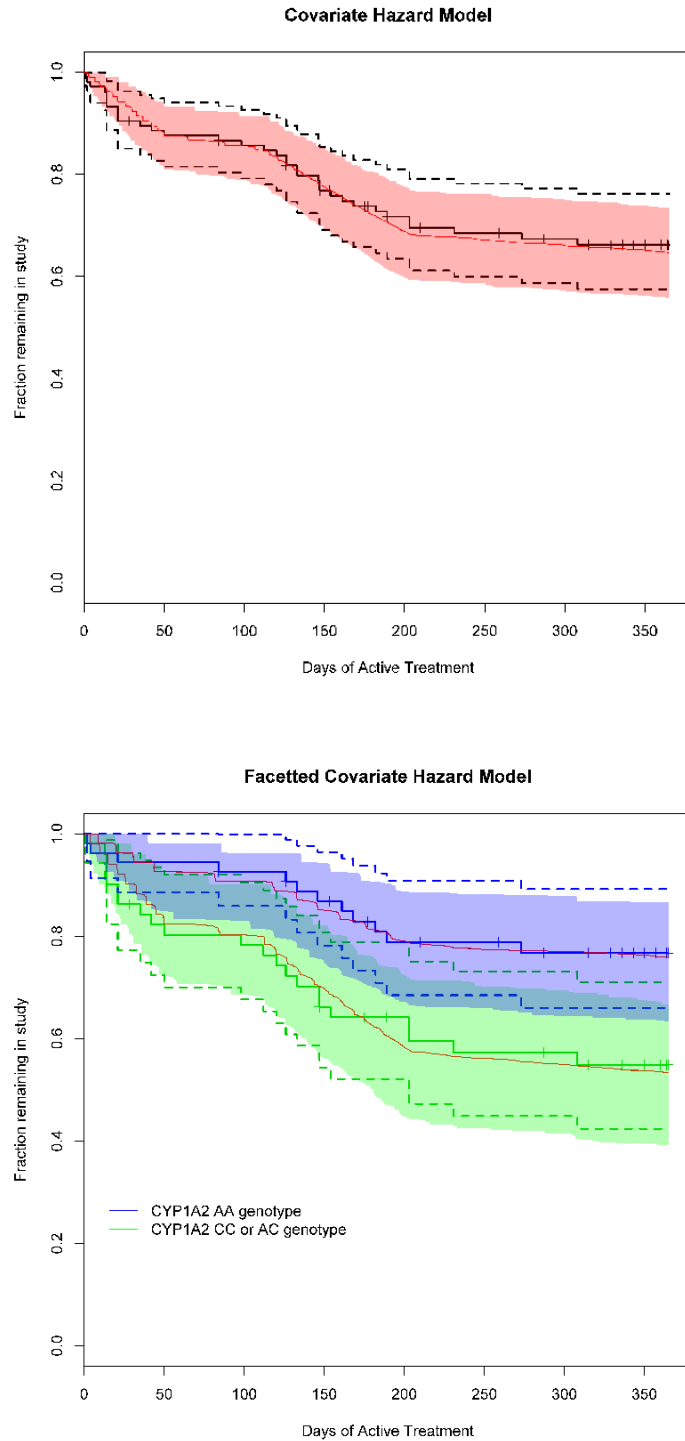 Covariate Hazard Model
1.0
0.8
0.6
0.4
0.2
0.0
Fraction remaining in study
0 50 100 150 200 250 300 350
Days of Active Treatment
Facetted Covariate Hazard Model
1.0
0.8
0.6
0.4
0.2
0.0
Fraction remaining in study
CYP1A2 AA genotype
CYP1A2 CC or AC genotype
0 50 100 150 200 250 300 350
Days of Active Treatment